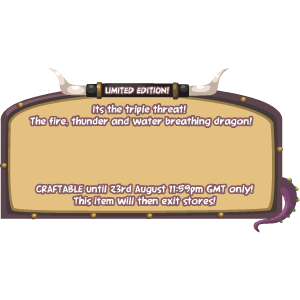 LIMITED EDITION!
Its the triple threat!
The fire, thunder and water breathing dragon!
CRAFTABLE until 23rd August 11:59pm GMT only!
This item will then exit stores!